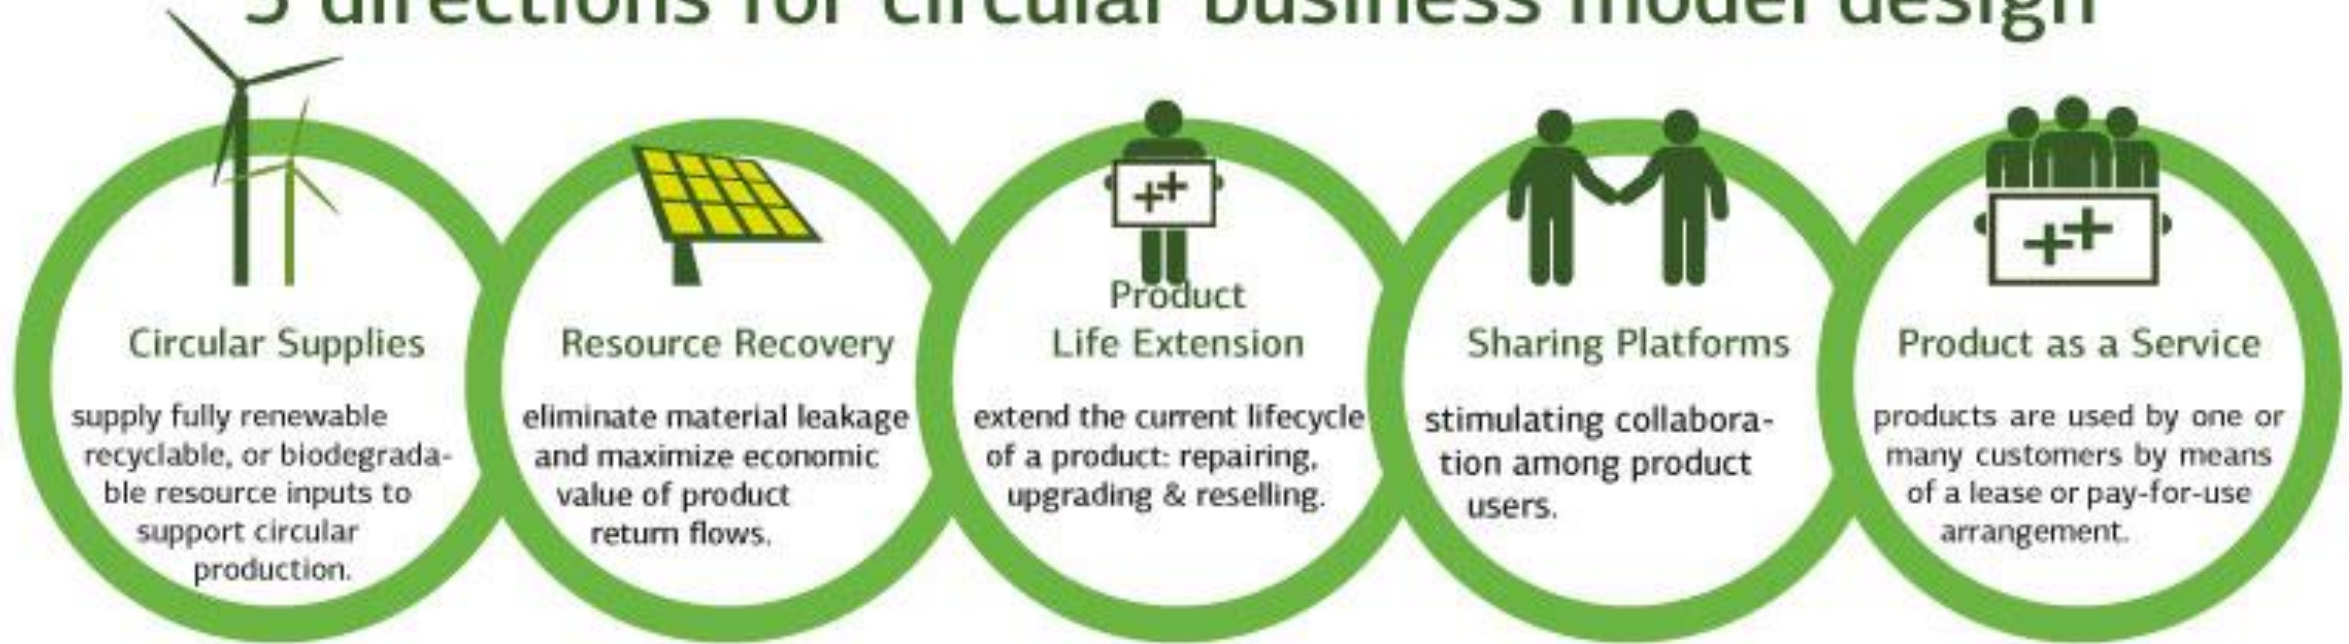 5 directions for circular business model design
Circular Supplies
supply fully renewable
recyclable, or biodegrada-
ble resource inputs to
support circular
production.
Resource Recovery
eliminate material leakage
and maximize economic
value of product
return flows.
Product
Life Extension
extend the current lifecycle
of a product: repairing,
upgrading & reselling.
Sharing Platforms
stimulating collabora-
tion among product
users.
Product as a Service
products are used by one or
many customers by means
of a lease or pay-for-use
arrangement.